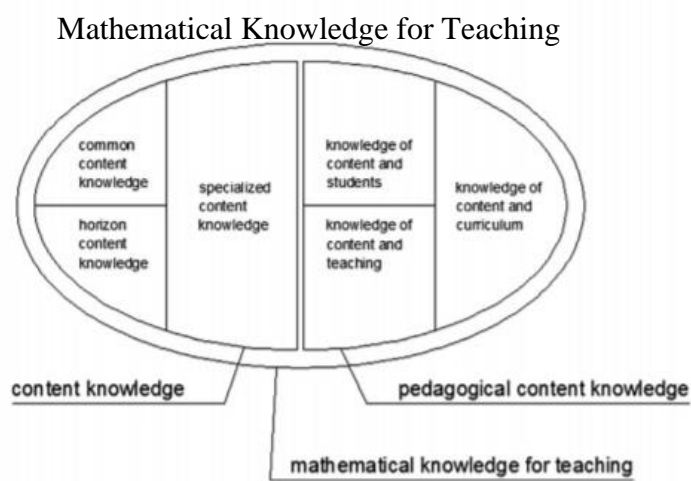 Mathematical Knowledge for Teaching
common
content
knowledge
horizon
content
knowledge
specialized
content
knowledge
knowledge of
content and
students
knowledge of
content and
teaching
knowledge of
content and
curriculum
content knowledge
pedagogical content knowledge
mathematical knowledge for teaching